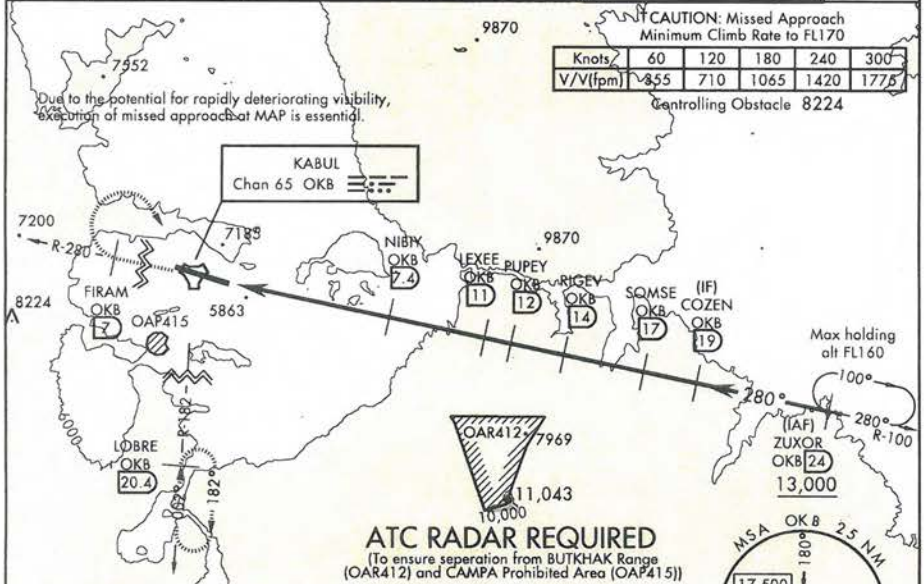 9870
†CAUTION: Missed Approach
Minimum Climb Rate to FL170
Knots 60 120 180 240 300
V/V(fpm) 355 710 1065 1420 1775
Controlling Obstacle 8224
7952
Due to the potential for rapidly deteriorating visibility,
execution of missed approach at MAP is essential.
KABUL
Chan 65 OKB
7200
R-280
7185
9870
NIBIY
OKB
7.4
LEXEE
OKB
11
PUPEY
OKB
12
RIGEV
OKB
14
SOMSE
OKB
17
(IF)
COZEN
OKB
19
8224
FIRAM
OKB
7
OAP415
5863
Max holding
alt FL160
100°
280°
280°
R-100
(IAF)
ZUXOR
OKB 24
13,000
6000
R-182
LOBRE
OKB
20.4
002°
182°
OAR412
7969
11,043
10,000
ATC RADAR REQUIRED
(To ensure seperation from BUTKHAK Range
(OAR412) and CAMPA Prohibited Area (OAP415))
MSA OKB 25 NM
180°
17,500